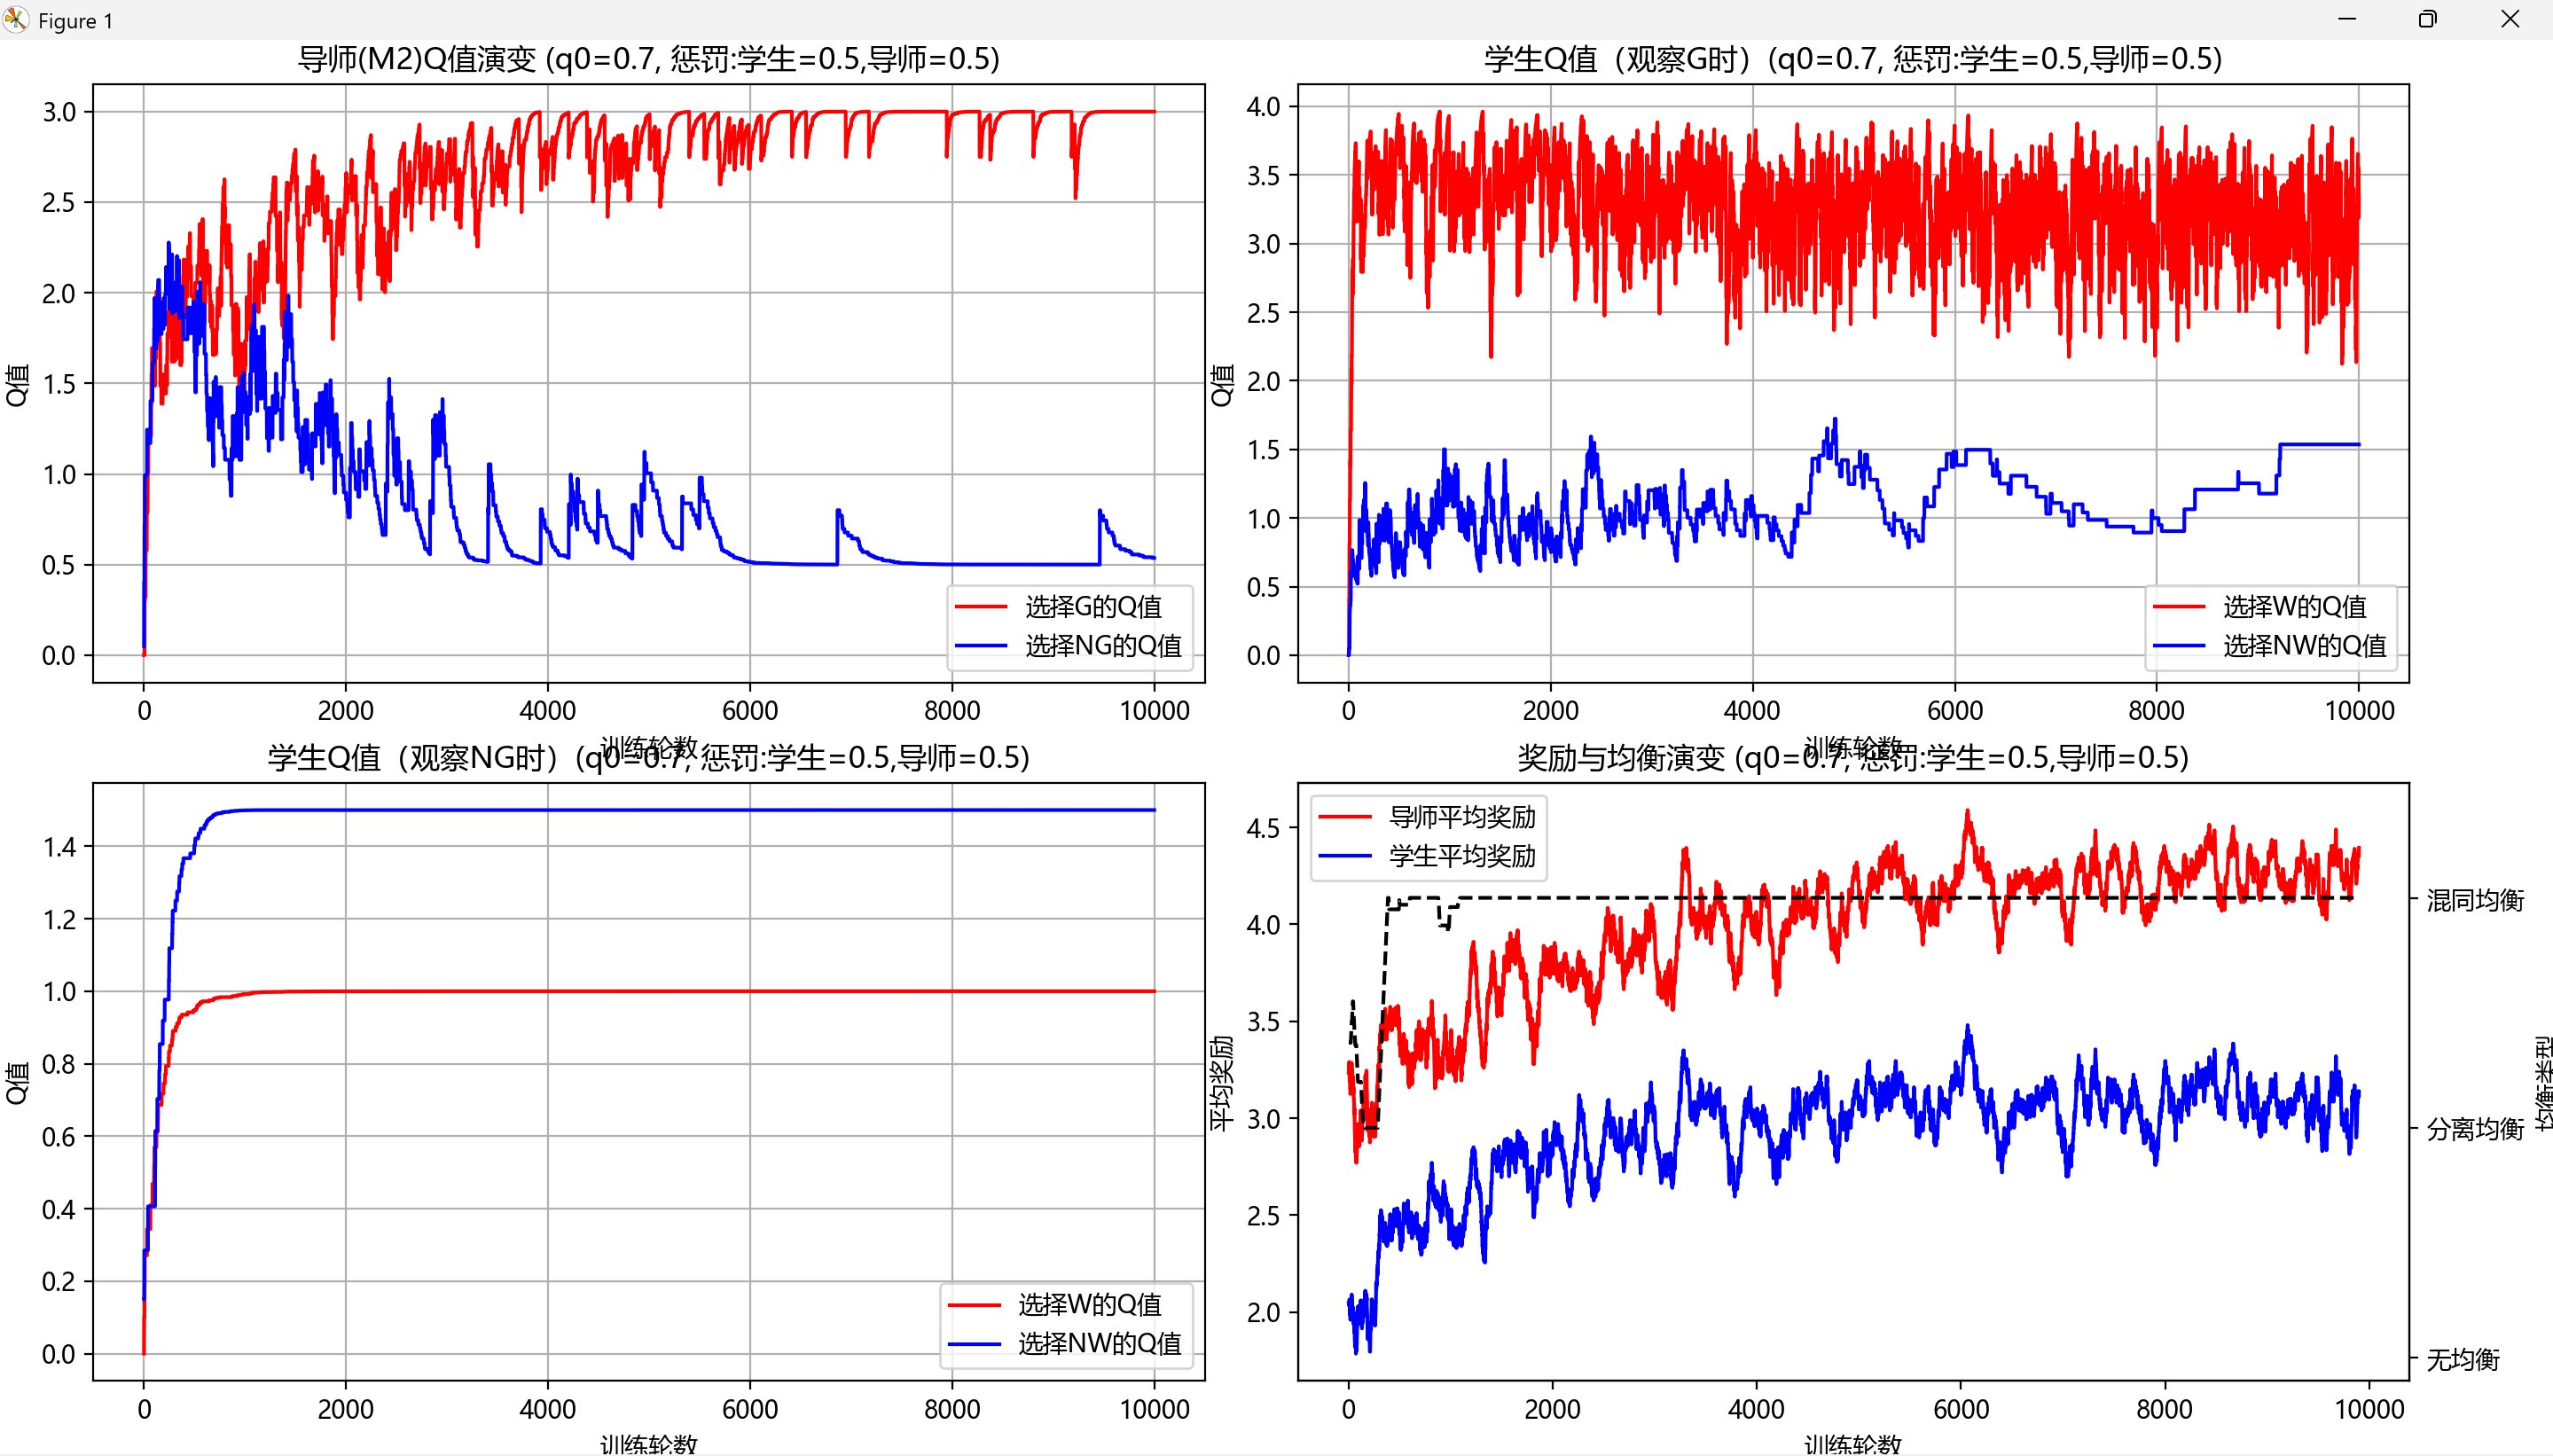 Figure 1
导师(M2)Q值演变 (q0=0.7, 惩罚:学生=0.5,导师=0.5)
Q值
3.0
2.5
2.0
1.5
1.0
0.5
0.0
选择G的Q值
选择NG的Q值
0 2000 4000 6000 8000 10000
训练轮数
学生Q值（观察G时）(q0=0.7, 惩罚:学生=0.5,导师=0.5)
Q值
4.0
3.5
3.0
2.5
2.0
1.5
1.0
0.5
0.0
选择W的Q值
选择NW的Q值
0 2000 4000 6000 8000 10000
训练轮数
学生Q值（观察NG时）(q0=0.7, 惩罚:学生=0.5,导师=0.5)
Q值
1.4
1.2
1.0
0.8
0.6
0.4
0.2
0.0
选择W的Q值
选择NW的Q值
0 2000 4000 6000 8000 10000
训练轮数
奖励与均衡演变 (q0=0.7, 惩罚:学生=0.5,导师=0.5)
平均奖励
4.5
4.0
3.5
3.0
2.5
2.0
导师平均奖励
学生平均奖励
混同均衡
分离均衡
无均衡
均衡类型
0 2000 4000 6000 8000 10000
训练轮数